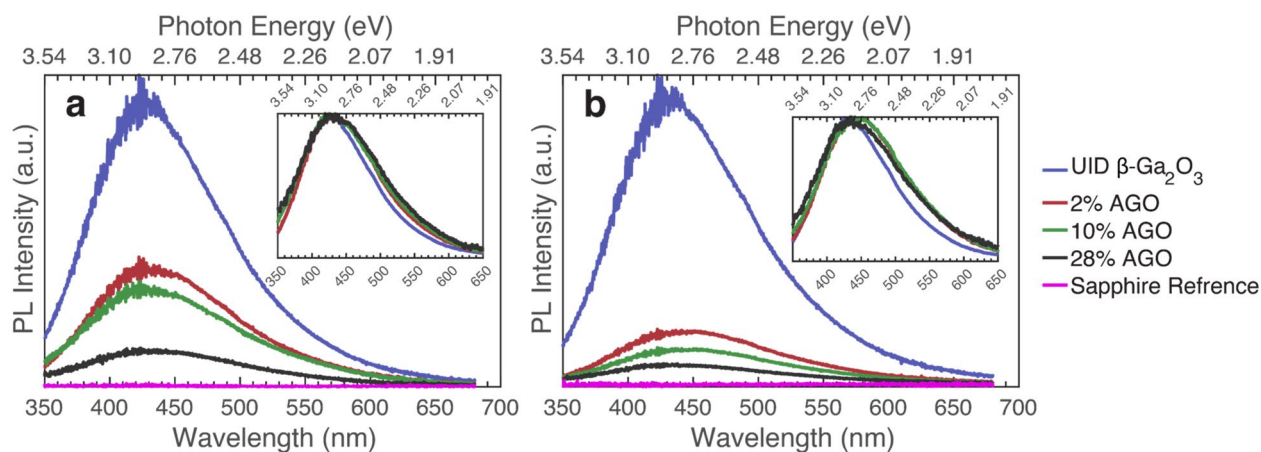 Photon Energy (eV)
3.54 3.10 2.76 2.48 2.26 2.07 1.91
a
3.54 3.10 2.76 2.48 2.26 2.07 1.91
350 400 450 500 550 600 650
PL Intensity (a.u.)
350 400 450 500 550 600 650 700
Wavelength (nm)
Photon Energy (eV)
3.54 3.10 2.76 2.48 2.26 2.07 1.91
b
3.54 3.10 2.76 2.48 2.26 2.07 1.91
400 450 500 550 600 650
PL Intensity (a.u.)
350 400 450 500 550 600 650 700
Wavelength (nm)
UID β-Ga₂O₃
2% AGO
10% AGO
28% AGO
Sapphire Refrence